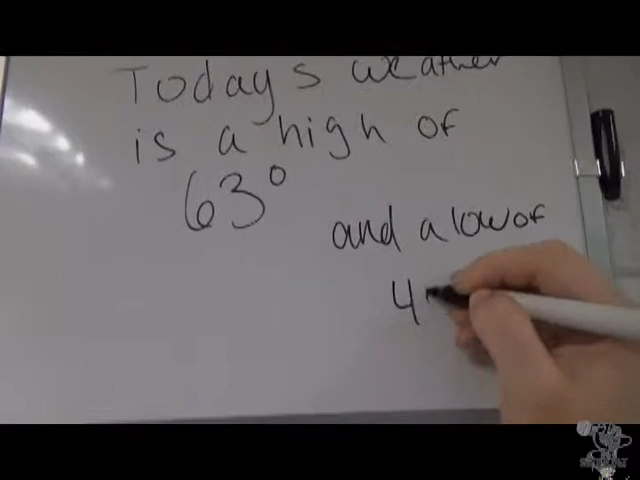 Todays weather
is a high of
63°
and a low of
4